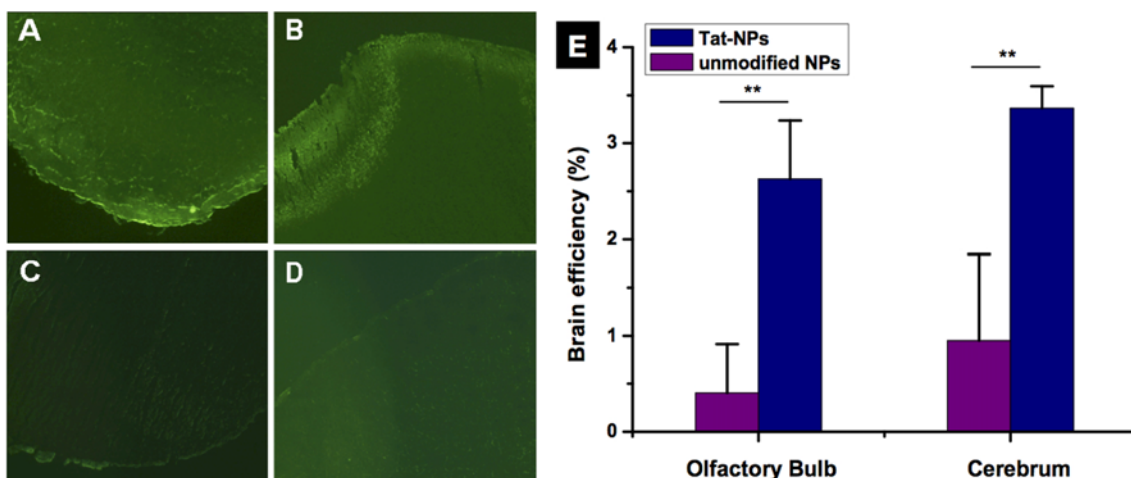 A
B
C
D
E
Tat-NPs
unmodified NPs
**
**
4
3
2
1
0
Brain efficiency (%)
Olfactory Bulb
Cerebrum